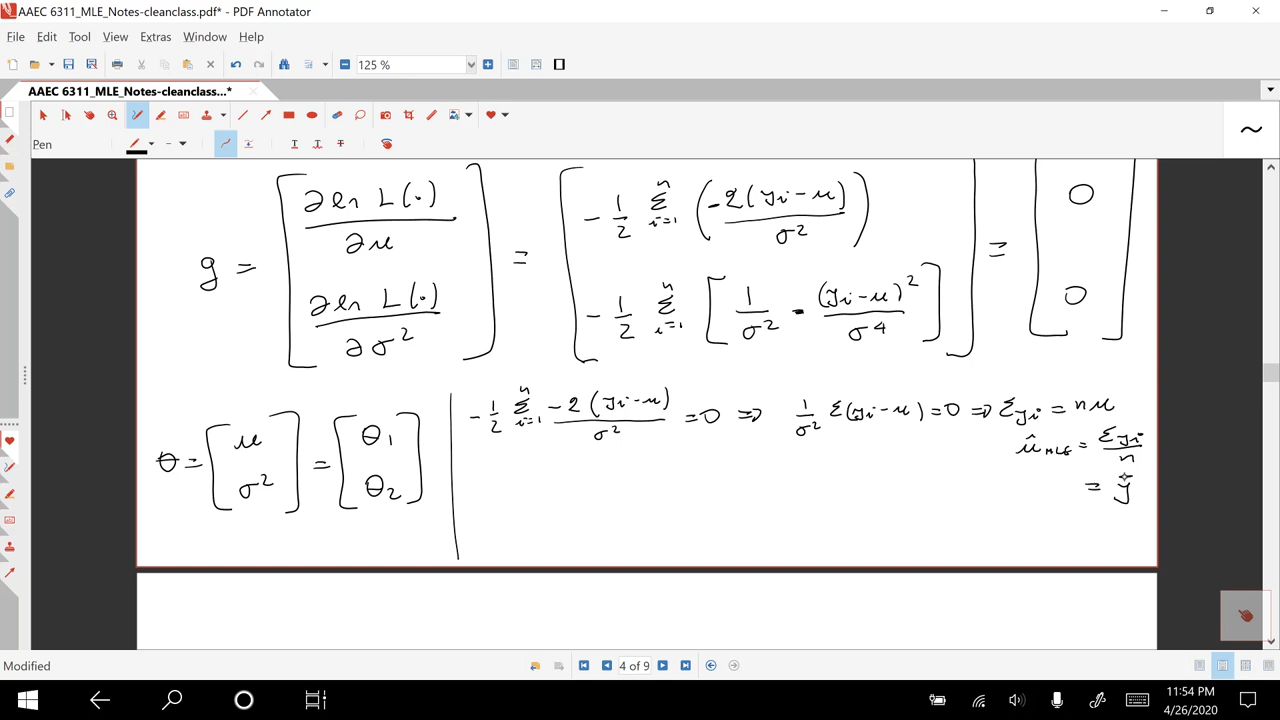 AAEC 6311_MLE_Notes-cleanclass.pdf* - PDF Annotator
File Edit Tool View Extras Window Help
125 %
AAEC 6311_MLE_Notes-cleanclass...*
Pen
g = [∂ ln L(·) / ∂μ ; ∂ ln L(·) / ∂σ²] = [-1/2 Σ_{i=1}^{n} (-2(yi-μ)/σ²) ; -1/2 Σ_{i=1}^{n} [1/σ² - (yi-μ)²/σ⁴]] = [0 ; 0]
-1/2 Σ_{i=1}^{n} -2(yi-μ)/σ² = 0 ⇒ 1/σ² Σ(yi-μ) = 0 ⇒ Σyi = nμ
μ̂ MLE = Σyi/n
= ȳ
θ = [μ ; σ²] = [θ₁ ; θ₂]
Modified
4 of 9
11:54 PM
4/26/2020